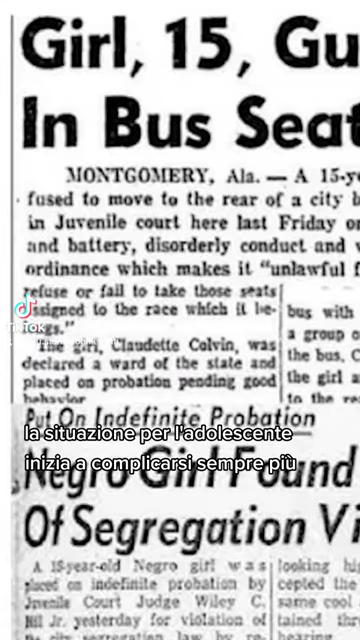 Girl, 15, Gu
In Bus Seat
MONTGOMERY, Ala. — A 15-ye
fused to move to the rear of a city b
in Juvenile court here last Friday on
and battery, disorderly conduct and v
ordinance which makes it "unlawful f
refuse or fail to take those seats
assigned to the race which it be-
The girl, Claudette Colvin, was
declared a ward of the state and
placed on probation pending good
behavior.
bus with
a group o
the bus. C
the girl a
to the re
TikTok
Put On Indefinite Probation
la situazione per l'adolescente
inizia a complicarsi sempre più
Negro Girl Found
Of Segregation Vi
A 15-year-old Negro girl was
placed on indefinite probation by
Juvenile Court Judge Wiley C.
Hill Jr. yesterday for violation of
the city segregation law by re
looking hi
cepted the
same cool
tained tha
hearing